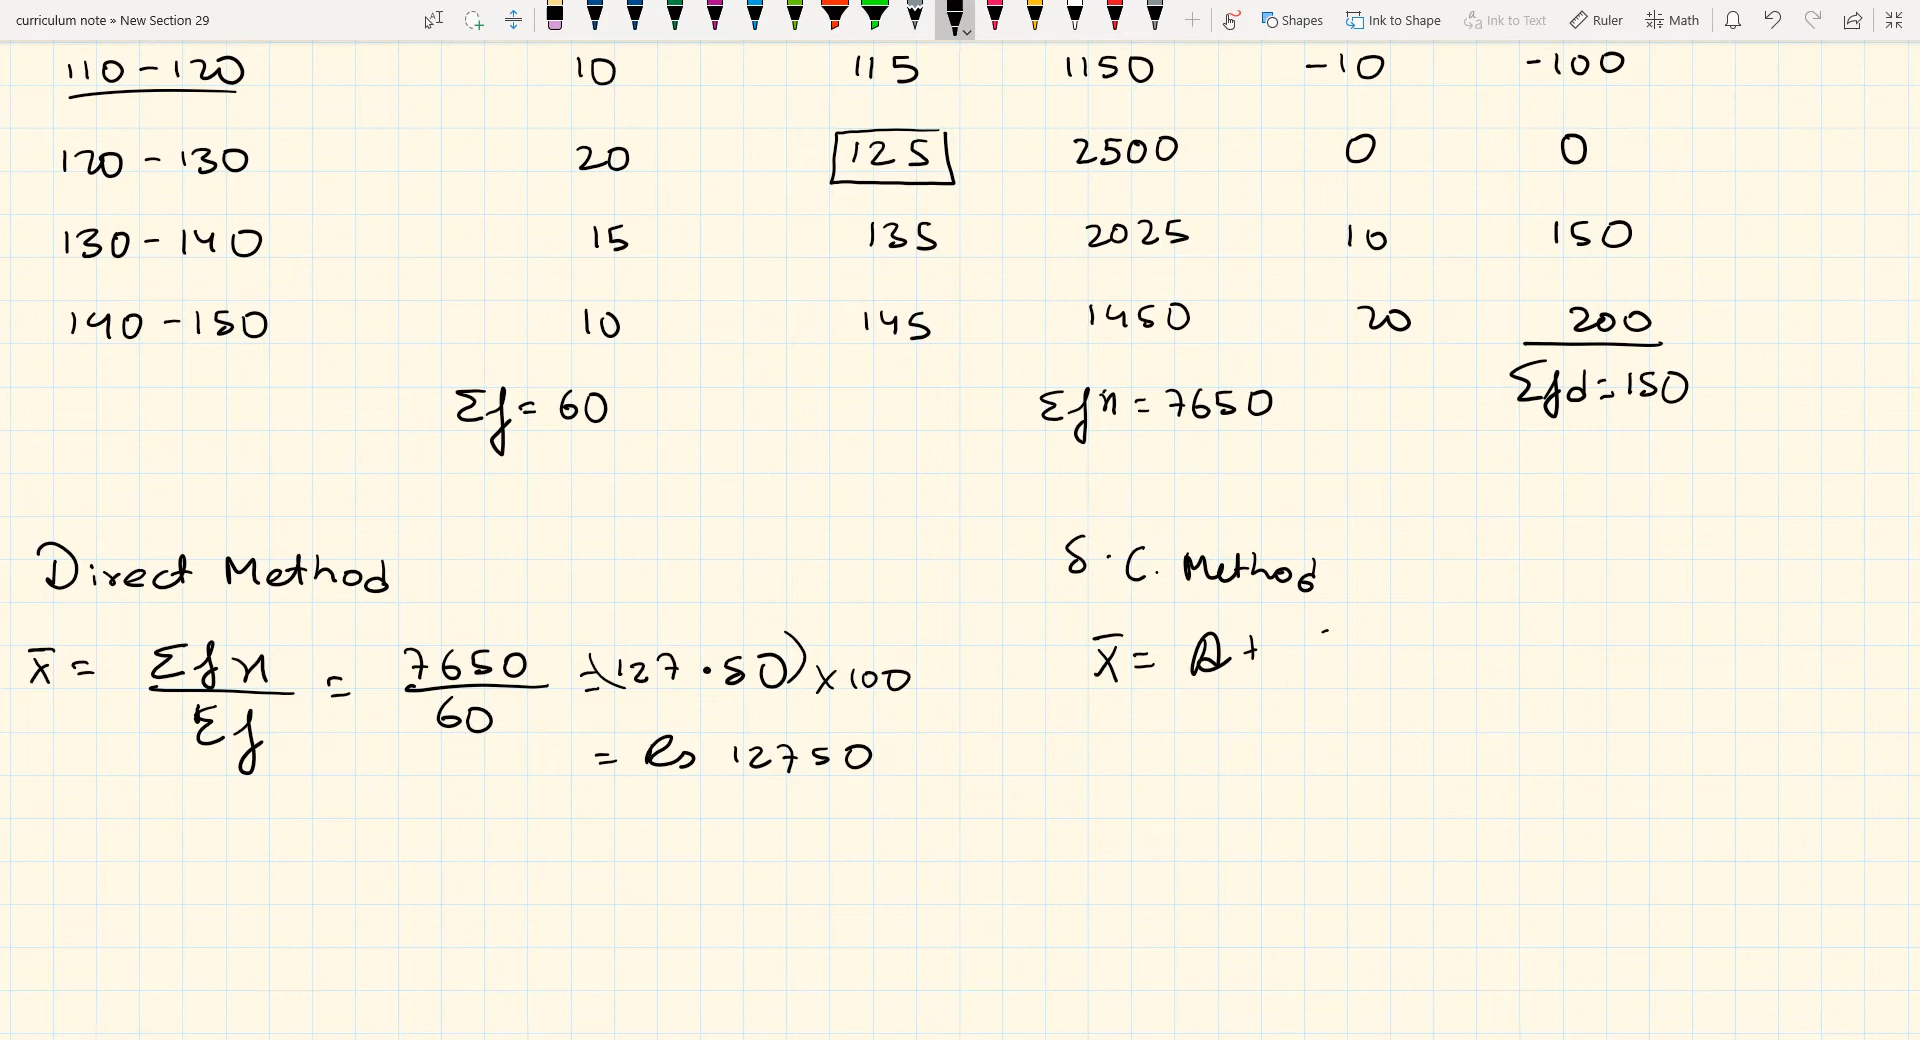 curriculum note » New Section 29 Shapes Ink to Shape Ink to Text Ruler Math
110 - 120 10 115 1150 -10 -100
120 - 130 20 125 2500 0 0
130 - 140 15 135 2025 10 150
140 - 150 10 145 1450 20 200
Σf = 60 Σfx = 7650 Σfd = 150
Direct Method
x̄ = Σfx / Σf = 7650 / 60 = (127.50) × 100
= Rs 12750
S.C. Method
x̄ = A +